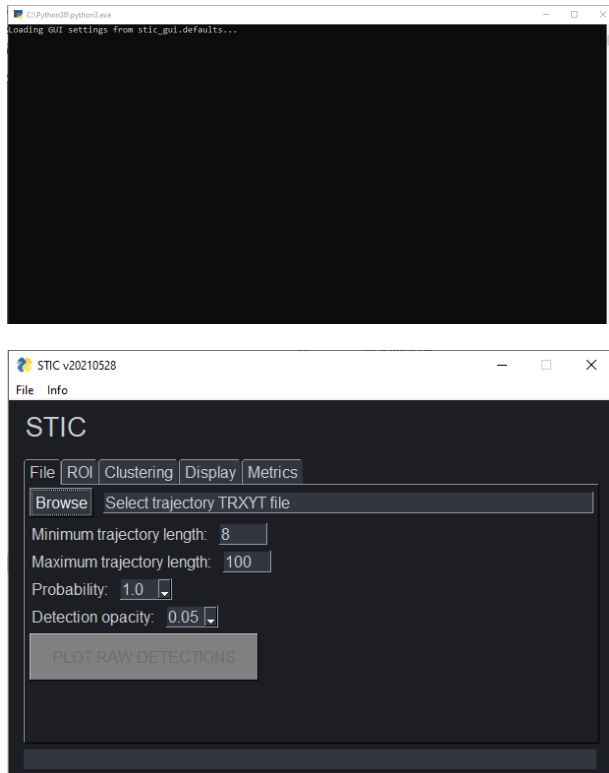 C:\Python38\python3.exe
Loading GUI settings from stic_gui.defaults...
STIC v20210528
File Info
STIC
File ROI Clustering Display Metrics
Browse Select trajectory TRXYT file
Minimum trajectory length: 8
Maximum trajectory length: 100
Probability: 1.0
Detection opacity: 0.05
PLOT RAW DETECTIONS